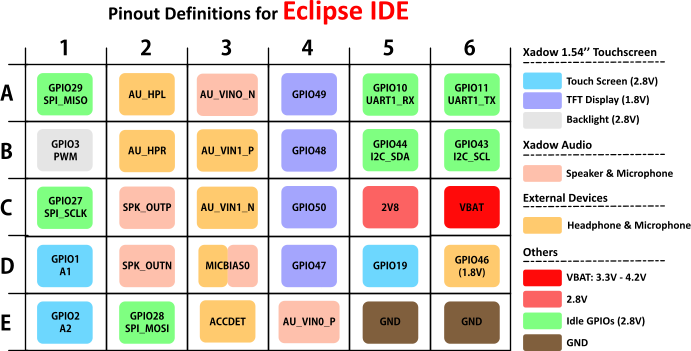 Pinout Definitions for Eclipse IDE
1 2 3 4 5 6
A
GPIO29
SPI_MISO
AU_HPL
AU_VINO_N
GPIO49
GPIO10
UART1_RX
GPIO11
UART1_TX
B
GPIO3
PWM
AU_HPR
AU_VIN1_P
GPIO48
GPIO44
I2C_SDA
GPIO43
I2C_SCL
C
GPIO27
SPI_SCLK
SPK_OUTP
AU_VIN1_N
GPIO50
2V8
VBAT
D
GPIO1
A1
SPK_OUTN
MICBIAS0
GPIO47
GPIO19
GPIO46
(1.8V)
E
GPIO2
A2
GPIO28
SPI_MOSI
ACCDET
AU_VIN0_P
GND
GND
Xadow 1.54’’ Touchscreen
Touch Screen (2.8V)
TFT Display (1.8V)
Backlight (2.8V)
Xadow Audio
Speaker & Microphone
External Devices
Headphone & Microphone
Others
VBAT: 3.3V - 4.2V
2.8V
Idle GPIOs (2.8V)
GND